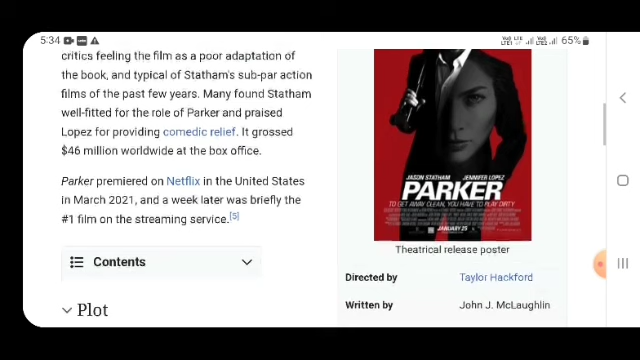 5:34
65%
critics feeling the film as a poor adaptation of
the book, and typical of Statham's sub-par action
films of the past few years. Many found Statham
well-fitted for the role of Parker and praised
Lopez for providing comedic relief. It grossed
$46 million worldwide at the box office.
Parker premiered on Netflix in the United States
in March 2021, and a week later was briefly the
#1 film on the streaming service.[5]
Contents
Plot
JASON STATHAM JENNIFER LOPEZ
PARKER
TO GET AWAY CLEAN, YOU HAVE TO PLAY DIRTY
JANUARY 25
Theatrical release poster
Directed by Taylor Hackford
Written by John J. McLaughlin